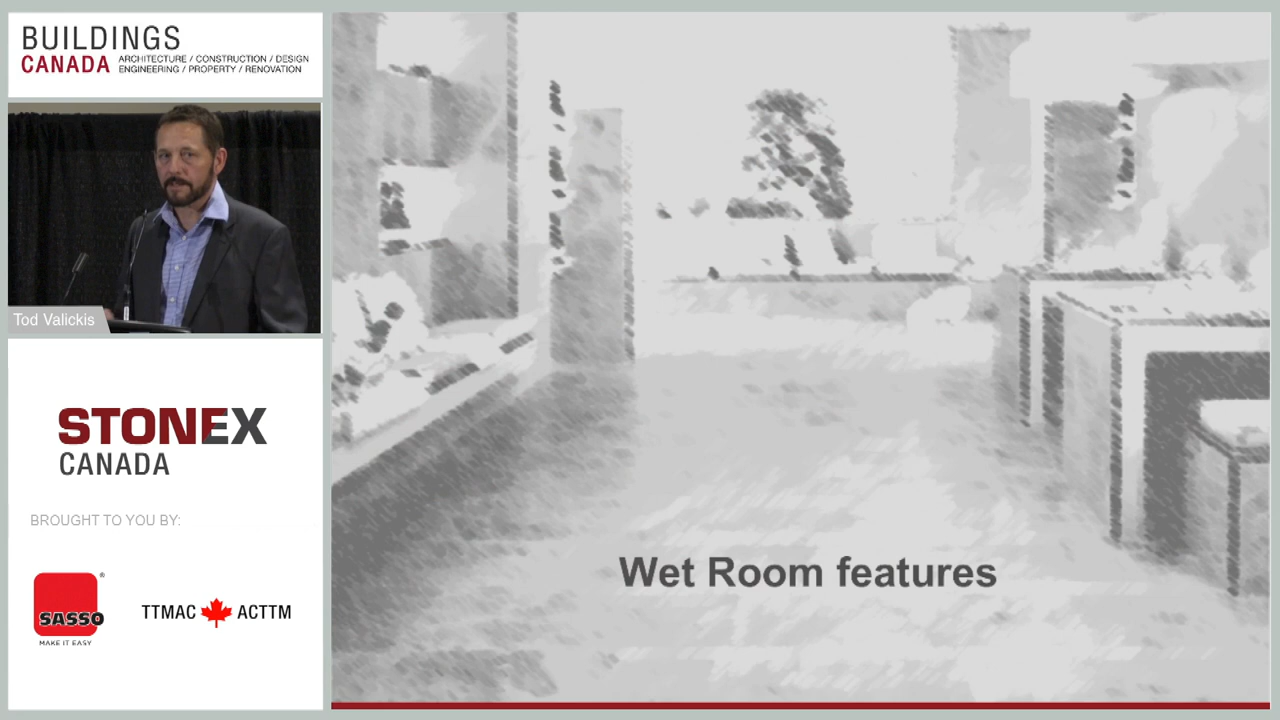 BUILDINGS
CANADA ARCHITECTURE / CONSTRUCTION / DESIGN
ENGINEERING / PROPERTY / RENOVATION
Tod Valickis
STONEX
CANADA
BROUGHT TO YOU BY:
SASSO ®
MAKE IT EASY
TTMAC ACTTM
Wet Room features